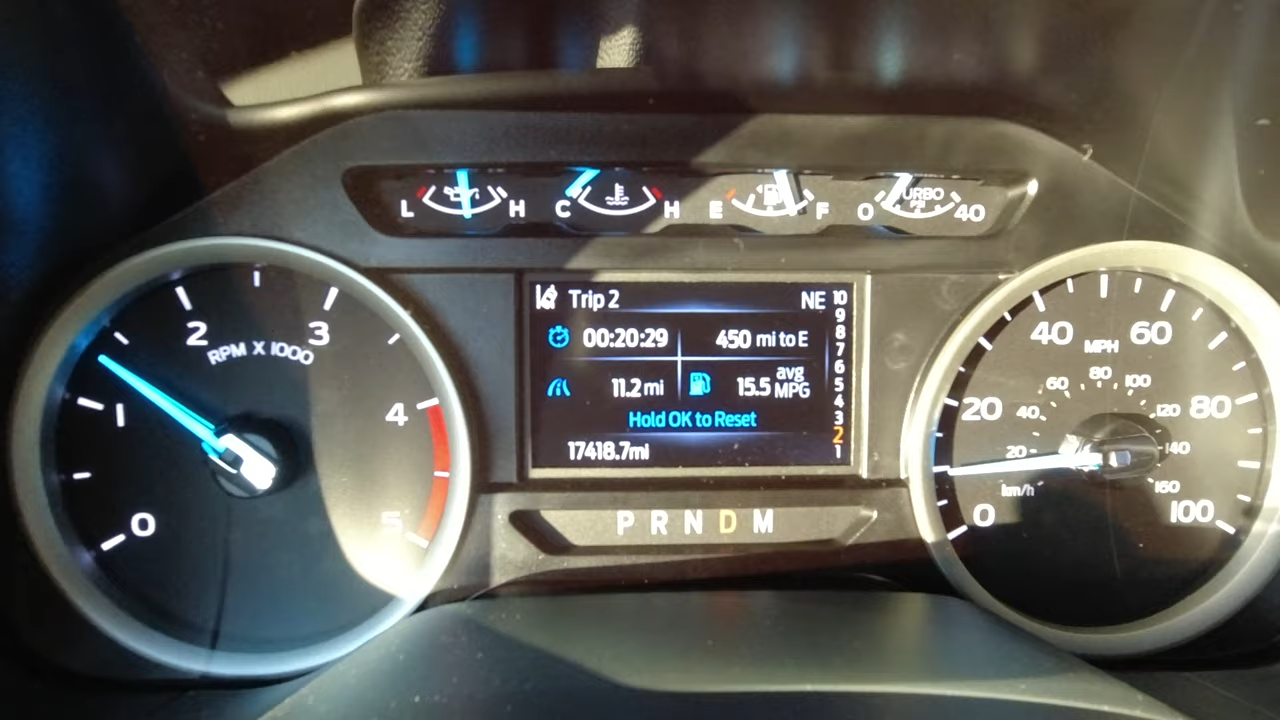 L H C H E F 0 TURBO 40
PSI
Trip 2 NE
00:20:29 450 mi to E
11.2 mi 15.5 avg MPG
Hold OK to Reset
17418.7mi
10
9
8
7
6
5
4
3
2
1
P R N D M
0 1 2 3 4 5
RPM X 1000
0 20 40 60 80 100
MPH
20 40 60 80 100 120 140 160
km/h